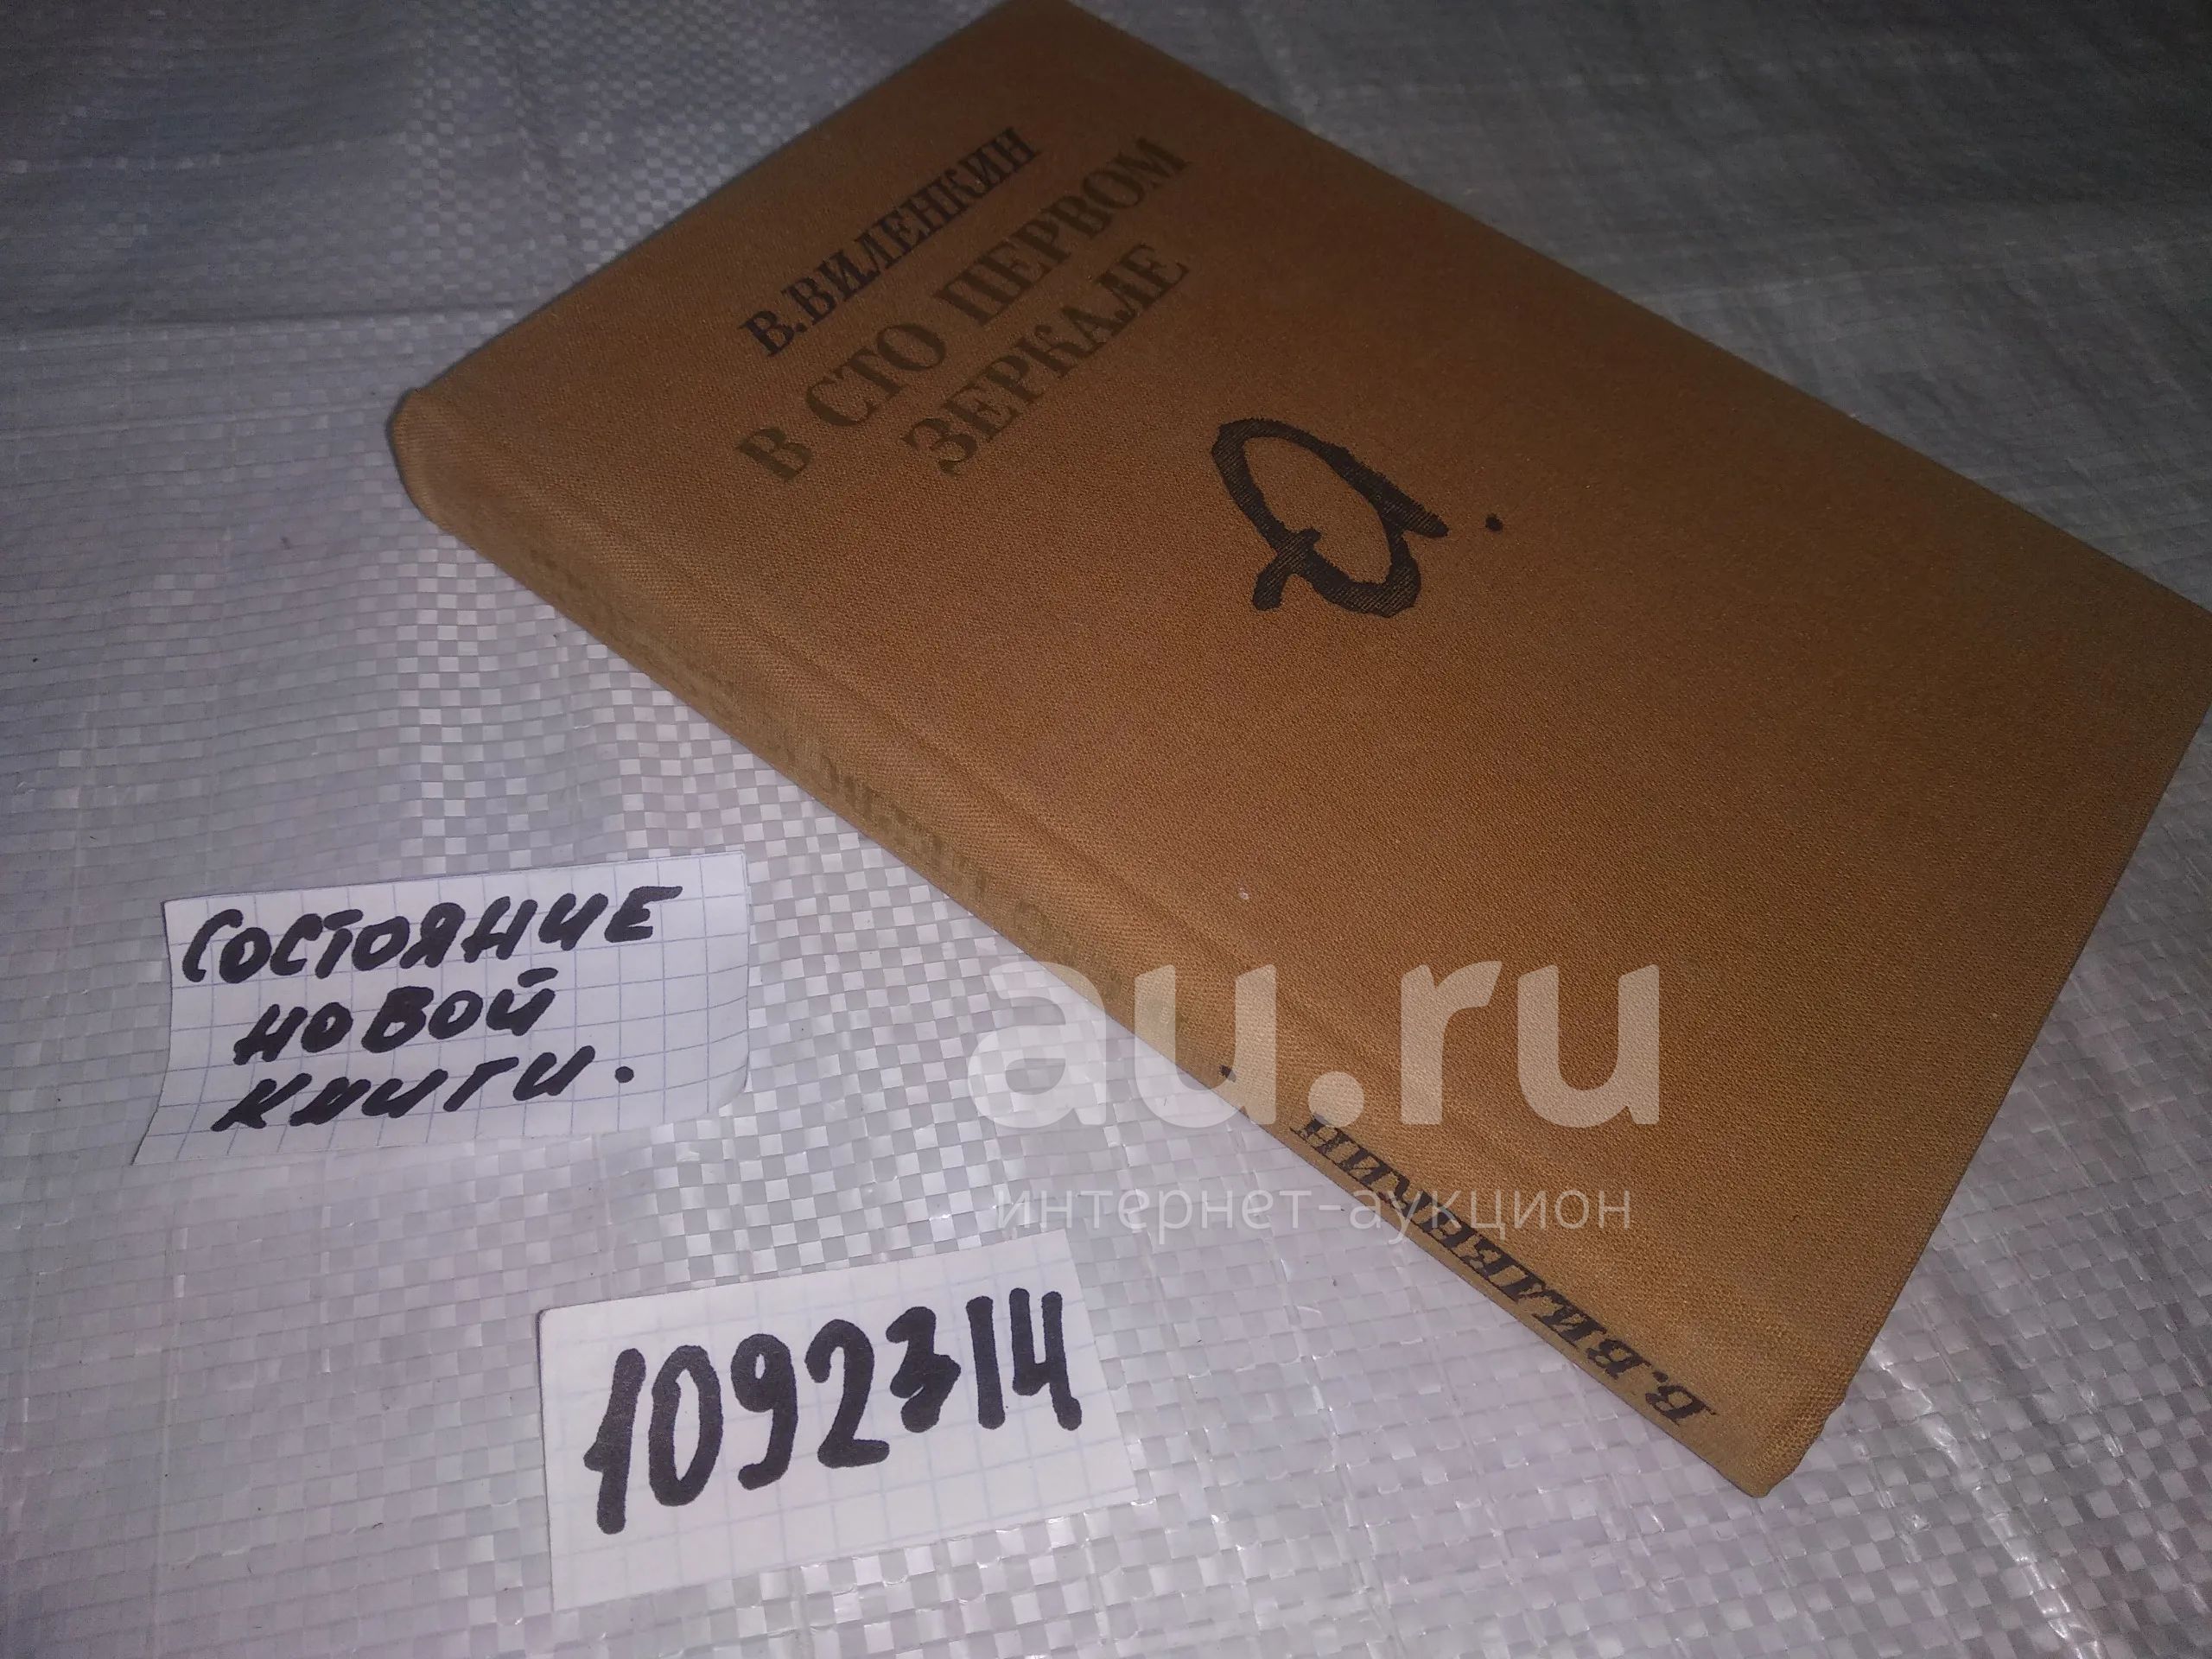 В. ВИЛЕНКИН
В СТО ПЕРВОМ
ЗЕРКАЛЕ
а.
В. ВИЛЕНКИН
СОСТОЯНИЕ
НОВОЙ
КНИГИ.
1092314
au.ru
интернет-аукцион